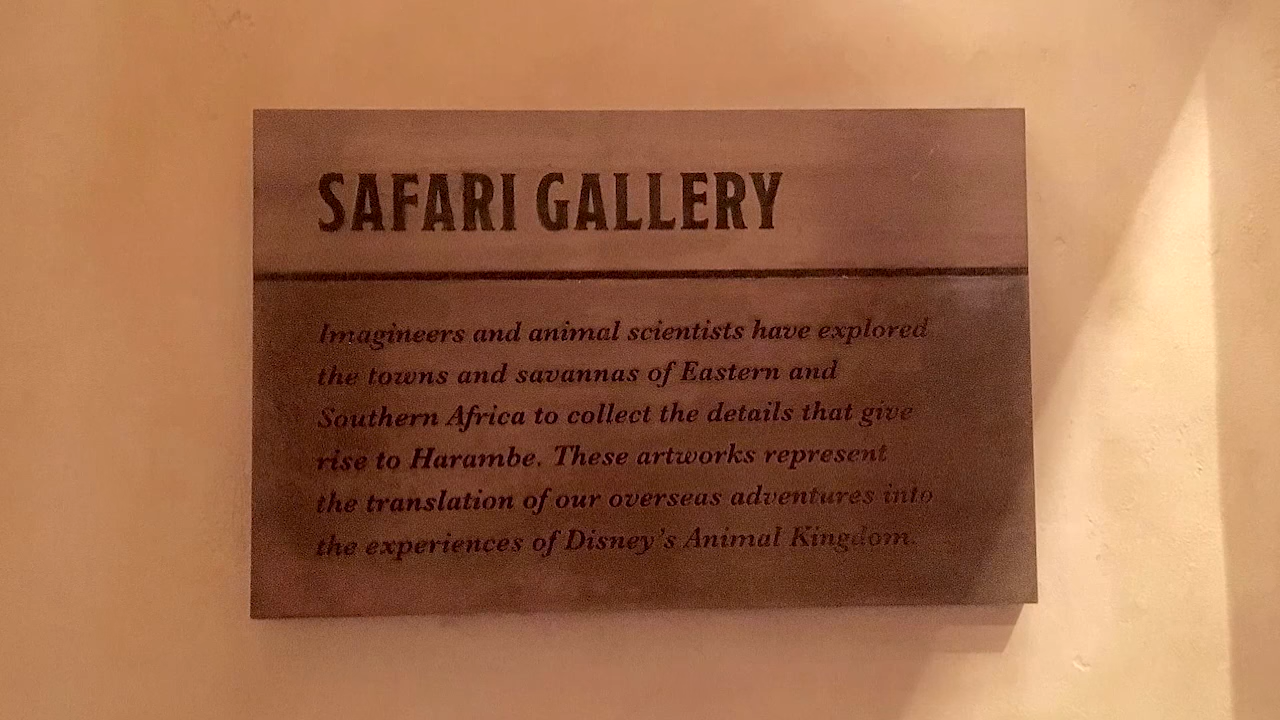 SAFARI GALLERY
Imagineers and animal scientists have explored
the towns and savannas of Eastern and
Southern Africa to collect the details that give
rise to Harambe. These artworks represent
the translation of our overseas adventures into
the experiences of Disney's Animal Kingdom.